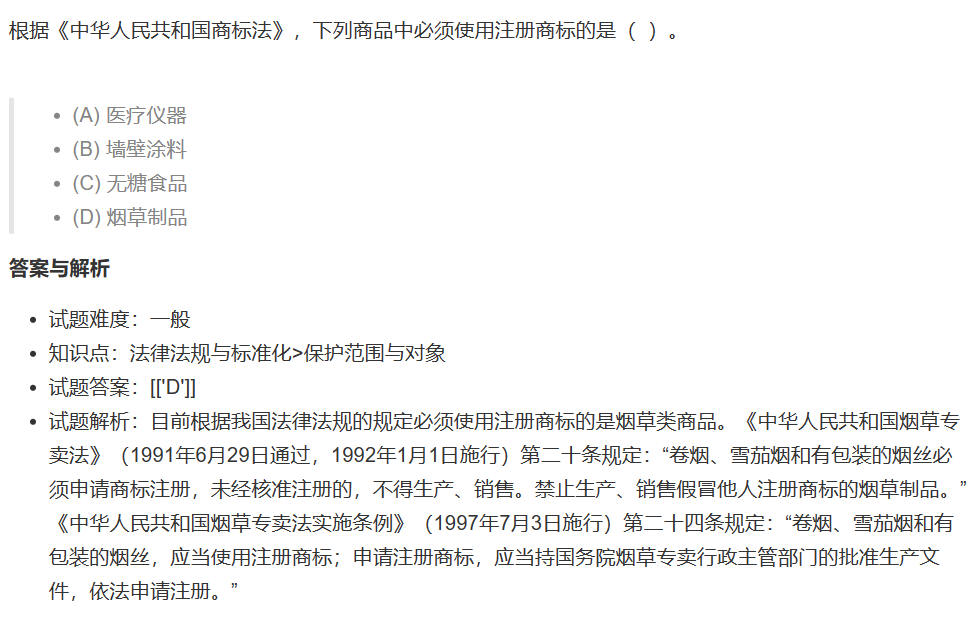 根据《中华人民共和国商标法》，下列商品中必须使用注册商标的是（  ）。
(A) 医疗仪器
(B) 墙壁涂料
(C) 无糖食品
(D) 烟草制品
答案与解析
试题难度：一般
知识点：法律法规与标准化>保护范围与对象
试题答案：[['D']]
试题解析：目前根据我国法律法规的规定必须使用注册商标的是烟草类商品。《中华人民共和国烟草专
卖法》（1991年6月29日通过，1992年1月1日施行）第二十条规定：“卷烟、雪茄烟和有包装的烟丝必
须申请商标注册，未经核准注册的，不得生产、销售。禁止生产、销售假冒他人注册商标的烟草制品。”
《中华人民共和国烟草专卖法实施条例》（1997年7月3日施行）第二十四条规定：“卷烟、雪茄烟和有
包装的烟丝，应当使用注册商标；申请注册商标，应当持国务院烟草专卖行政主管部门的批准生产文
件，依法申请注册。”